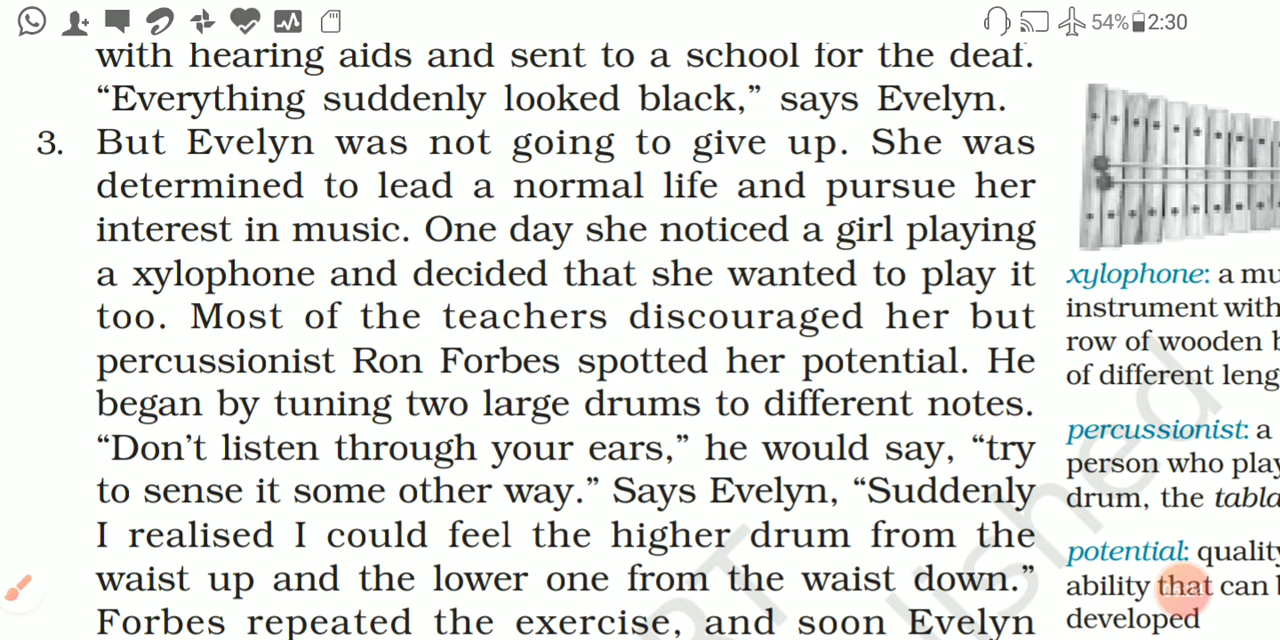 54% 2:30
with hearing aids and sent to a school for the deaf.
“Everything suddenly looked black,” says Evelyn.
3. But Evelyn was not going to give up. She was
determined to lead a normal life and pursue her
interest in music. One day she noticed a girl playing
a xylophone and decided that she wanted to play it
too. Most of the teachers discouraged her but
percussionist Ron Forbes spotted her potential. He
began by tuning two large drums to different notes.
“Don’t listen through your ears,” he would say, “try
to sense it some other way.” Says Evelyn, “Suddenly
I realised I could feel the higher drum from the
waist up and the lower one from the waist down.”
Forbes repeated the exercise, and soon Evelyn
xylophone: a mu
instrument with
row of wooden b
of different leng
percussionist: a
person who play
drum, the tabla
potential: quality
ability that can b
developed